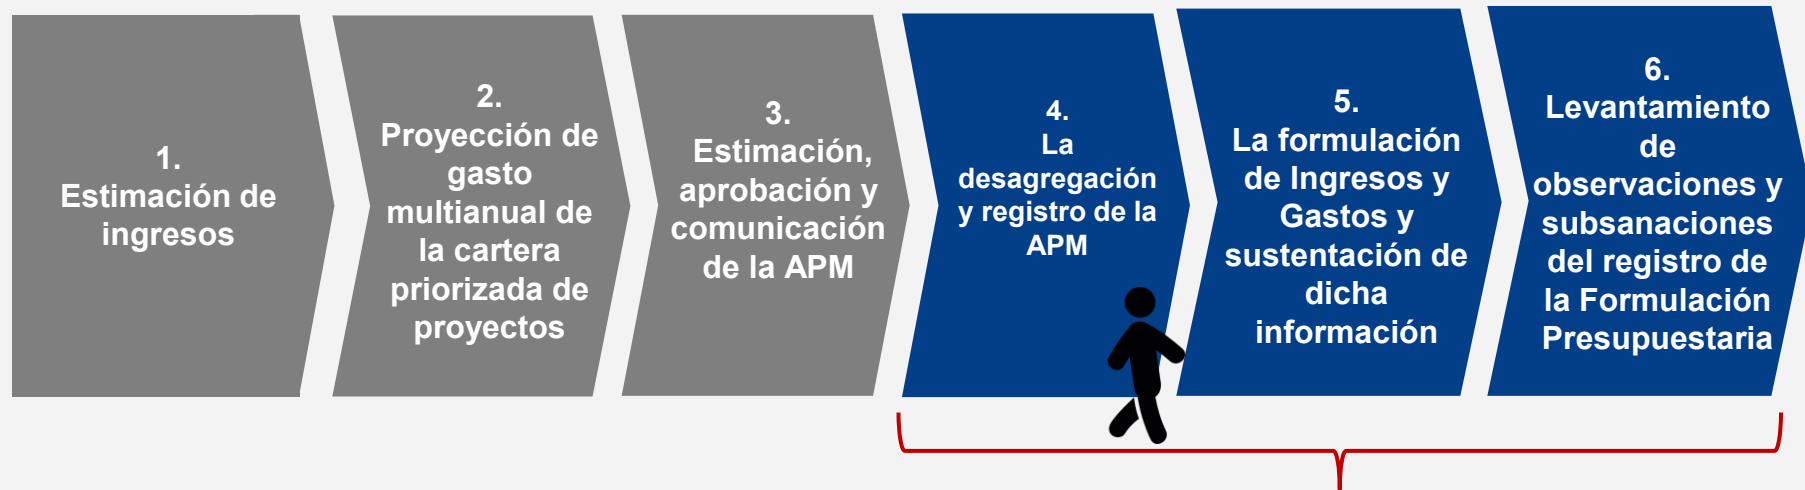 1.
Estimación de
ingresos
2.
Proyección de
gasto
multianual de
la cartera
priorizada de
proyectos
3.
Estimación,
aprobación y
comunicación
de la APM
4.
La
desagregación
y registro de la
APM
5.
La formulación
de Ingresos y
Gastos y
sustentación de
dicha
información
6.
Levantamiento
de
observaciones y
subsanaciones
del registro de
la Formulación
Presupuestaria